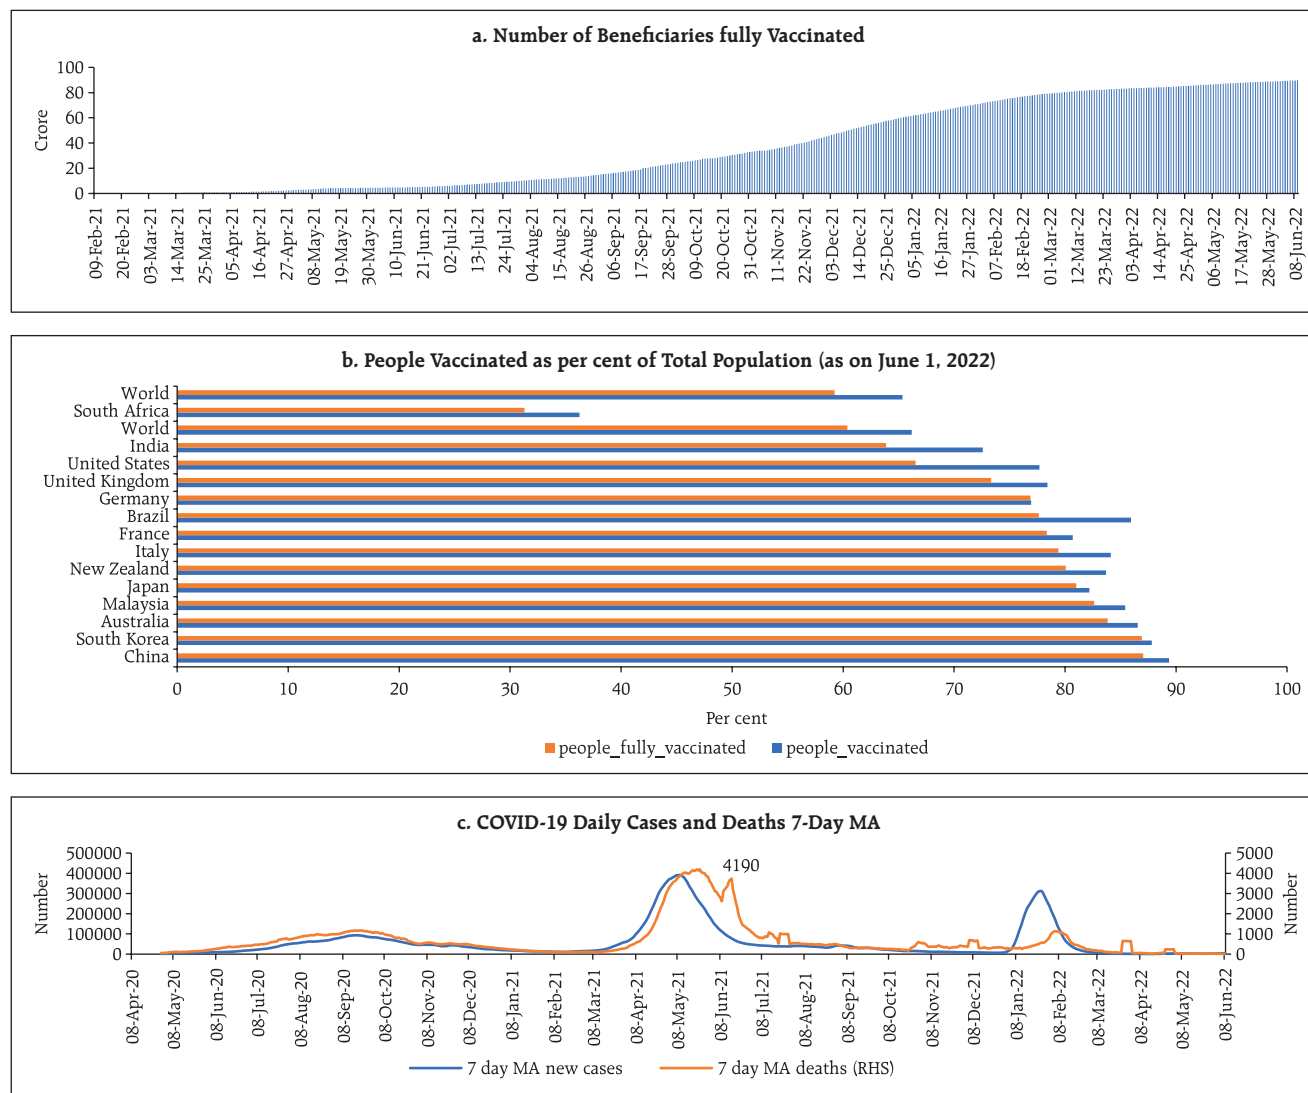 a. Number of Beneficiaries fully Vaccinated
100
80
60
40
20
0
Crore
09-Feb-21
20-Feb-21
03-Mar-21
14-Mar-21
25-Mar-21
05-Apr-21
16-Apr-21
27-Apr-21
08-May-21
19-May-21
30-May-21
10-Jun-21
21-Jun-21
02-Jul-21
13-Jul-21
24-Jul-21
04-Aug-21
15-Aug-21
26-Aug-21
06-Sep-21
17-Sep-21
28-Sep-21
09-Oct-21
20-Oct-21
31-Oct-21
11-Nov-21
22-Nov-21
03-Dec-21
14-Dec-21
25-Dec-21
05-Jan-22
16-Jan-22
27-Jan-22
07-Feb-22
18-Feb-22
01-Mar-22
12-Mar-22
23-Mar-22
03-Apr-22
14-Apr-22
25-Apr-22
06-May-22
17-May-22
28-May-22
08-Jun-22
b. People Vaccinated as per cent of Total Population (as on June 1, 2022)
World
South Africa
World
India
United States
United Kingdom
Germany
Brazil
France
Italy
New Zealand
Japan
Malaysia
Australia
South Korea
China
0 10 20 30 40 50 60 70 80 90 100
Per cent
people_fully_vaccinated people_vaccinated
c. COVID-19 Daily Cases and Deaths 7-Day MA
500000
400000
300000
200000
100000
0
Number
4190
5000
4000
3000
2000
1000
0
Number
08-Apr-20
08-May-20
08-Jun-20
08-Jul-20
08-Aug-20
08-Sep-20
08-Oct-20
08-Nov-20
08-Dec-20
08-Jan-21
08-Feb-21
08-Mar-21
08-Apr-21
08-May-21
08-Jun-21
08-Jul-21
08-Aug-21
08-Sep-21
08-Oct-21
08-Nov-21
08-Dec-21
08-Jan-22
08-Feb-22
08-Mar-22
08-Apr-22
08-May-22
08-Jun-22
7 day MA new cases 7 day MA deaths (RHS)